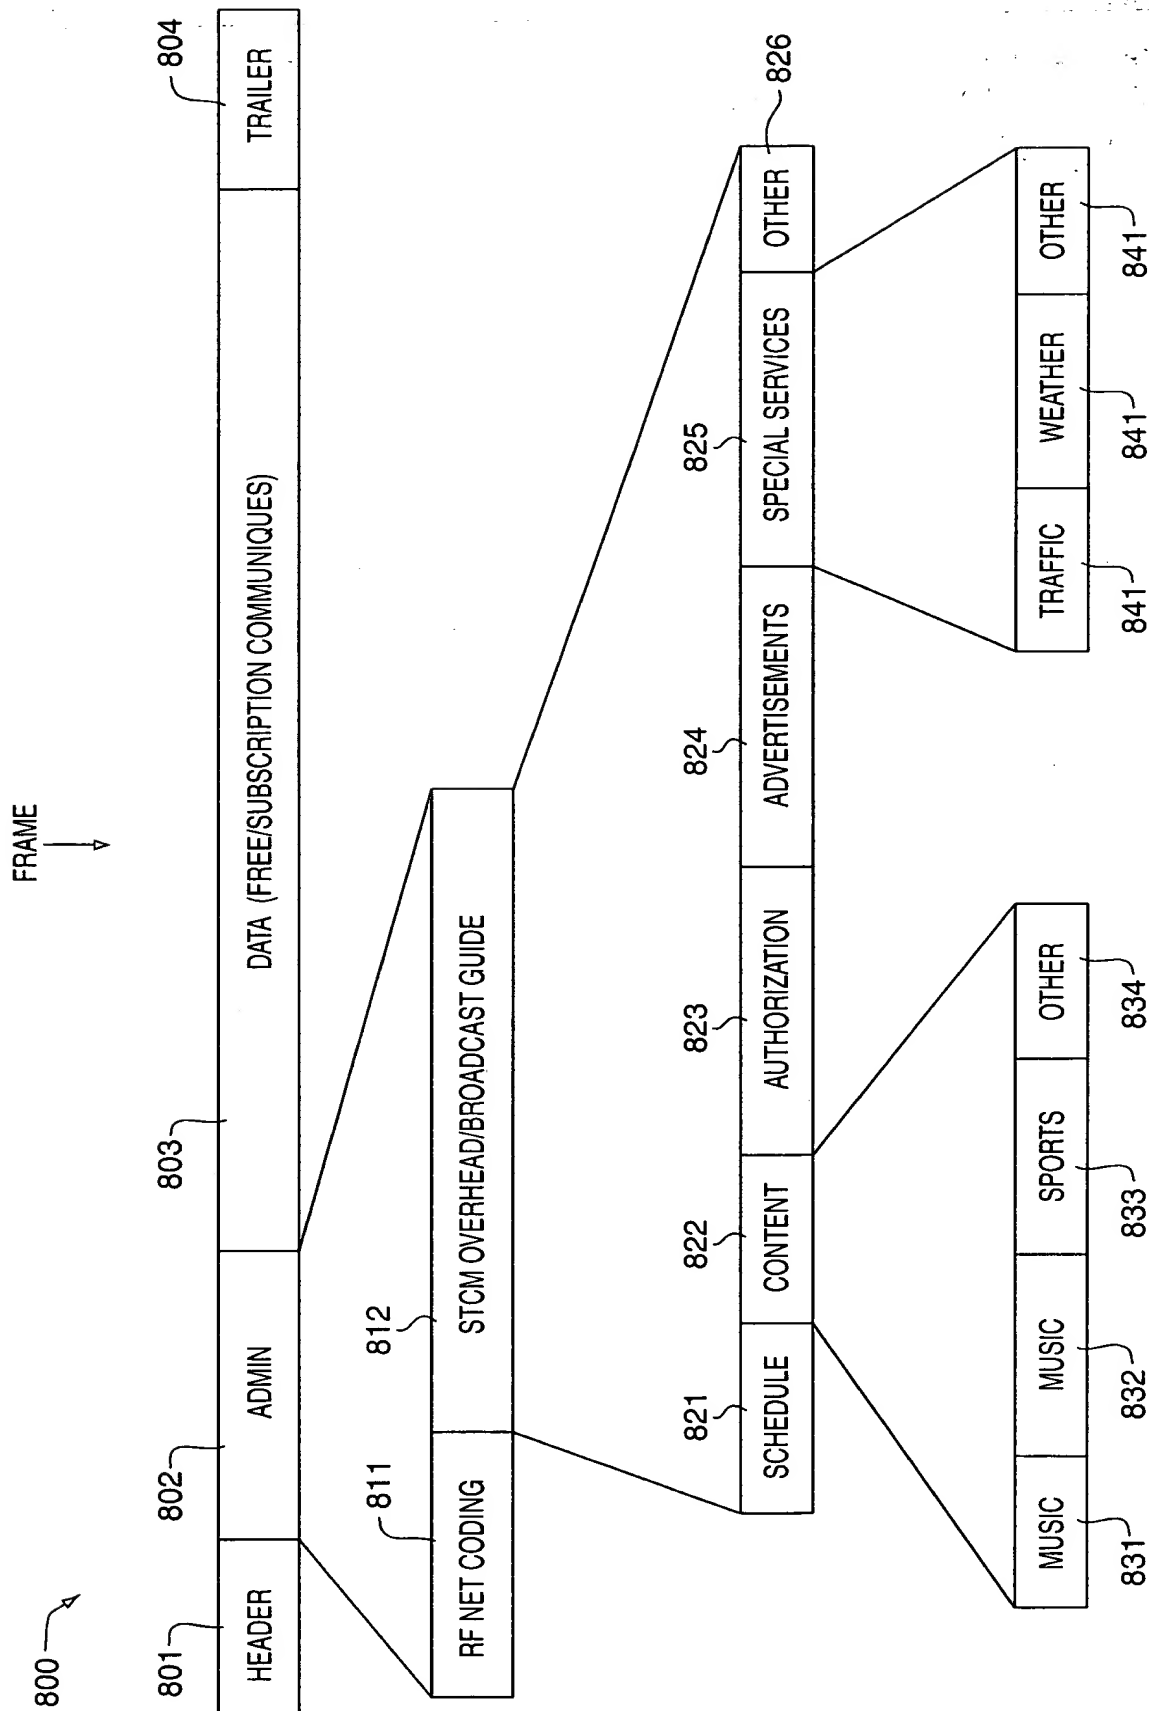 FRAME
800
801
802
803
804
HEADER
ADMIN
DATA (FREE/SUBSCRIPTION COMMUNIQUES)
TRAILER
811
812
RF NET CODING
STCM OVERHEAD/BROADCAST GUIDE
821
822
823
824
825
826
SCHEDULE
CONTENT
AUTHORIZATION
ADVERTISEMENTS
SPECIAL SERVICES
OTHER
MUSIC
MUSIC
SPORTS
OTHER
TRAFFIC
WEATHER
OTHER
831
832
833
834
841
841
841